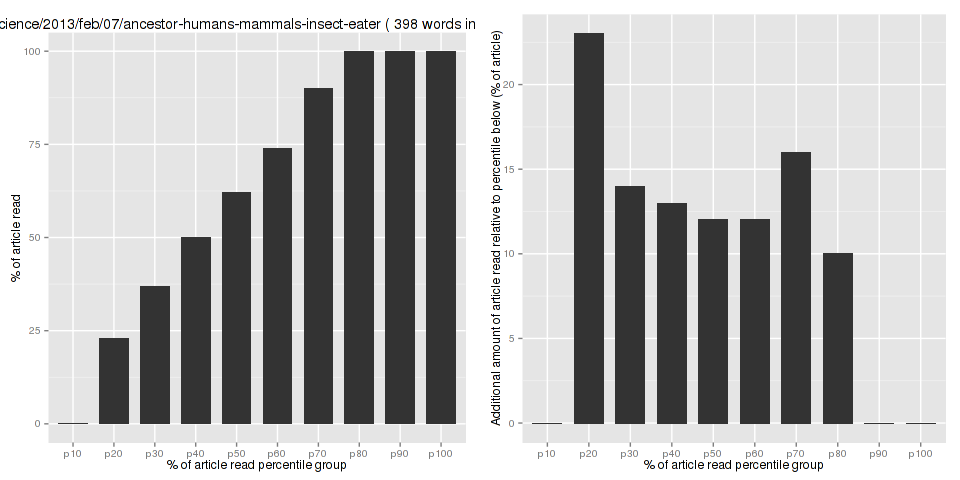 cience/2013/feb/07/ancestor-humans-mammals-insect-eater ( 398 words in
% of article read
100
75
50
25
0
p10 p20 p30 p40 p50 p60 p70 p80 p90 p100
% of article read percentile group
Additional amount of article read relative to percentile below (% of article)
20
15
10
5
0
p10 p20 p30 p40 p50 p60 p70 p80 p90 p100
% of article read percentile group